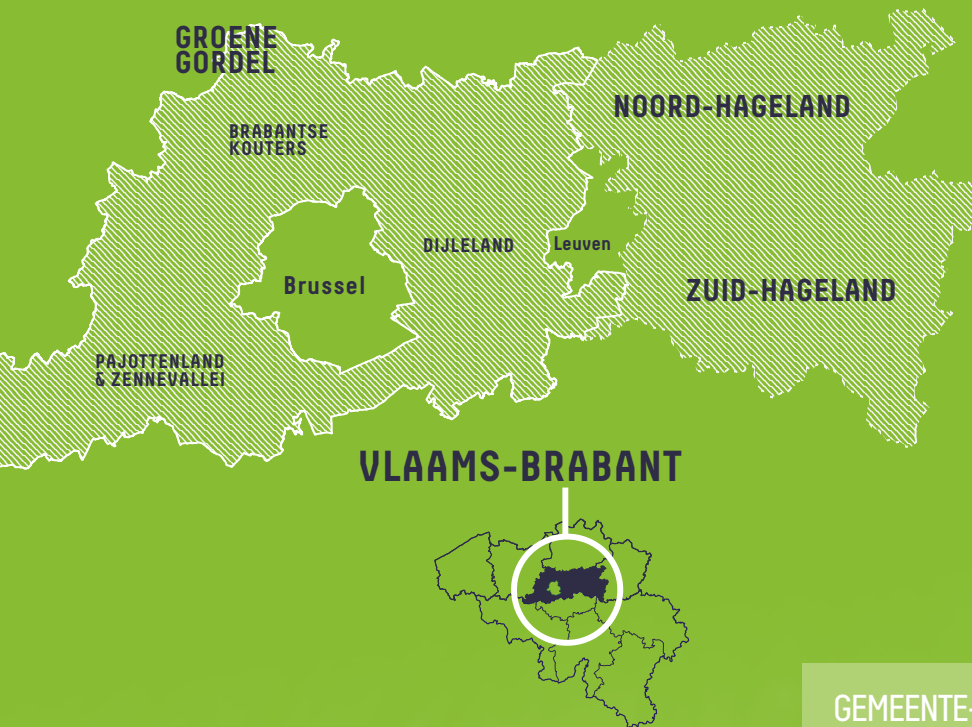 GROENE
GORDEL
NOORD-HAGELAND
BRABANTSE
KOUTERS
DIJLELAND
Leuven
Brussel
ZUID-HAGELAND
PAJOTTENLAND
& ZENNEVALLEI
VLAAMS-BRABANT
GEMEENTE-